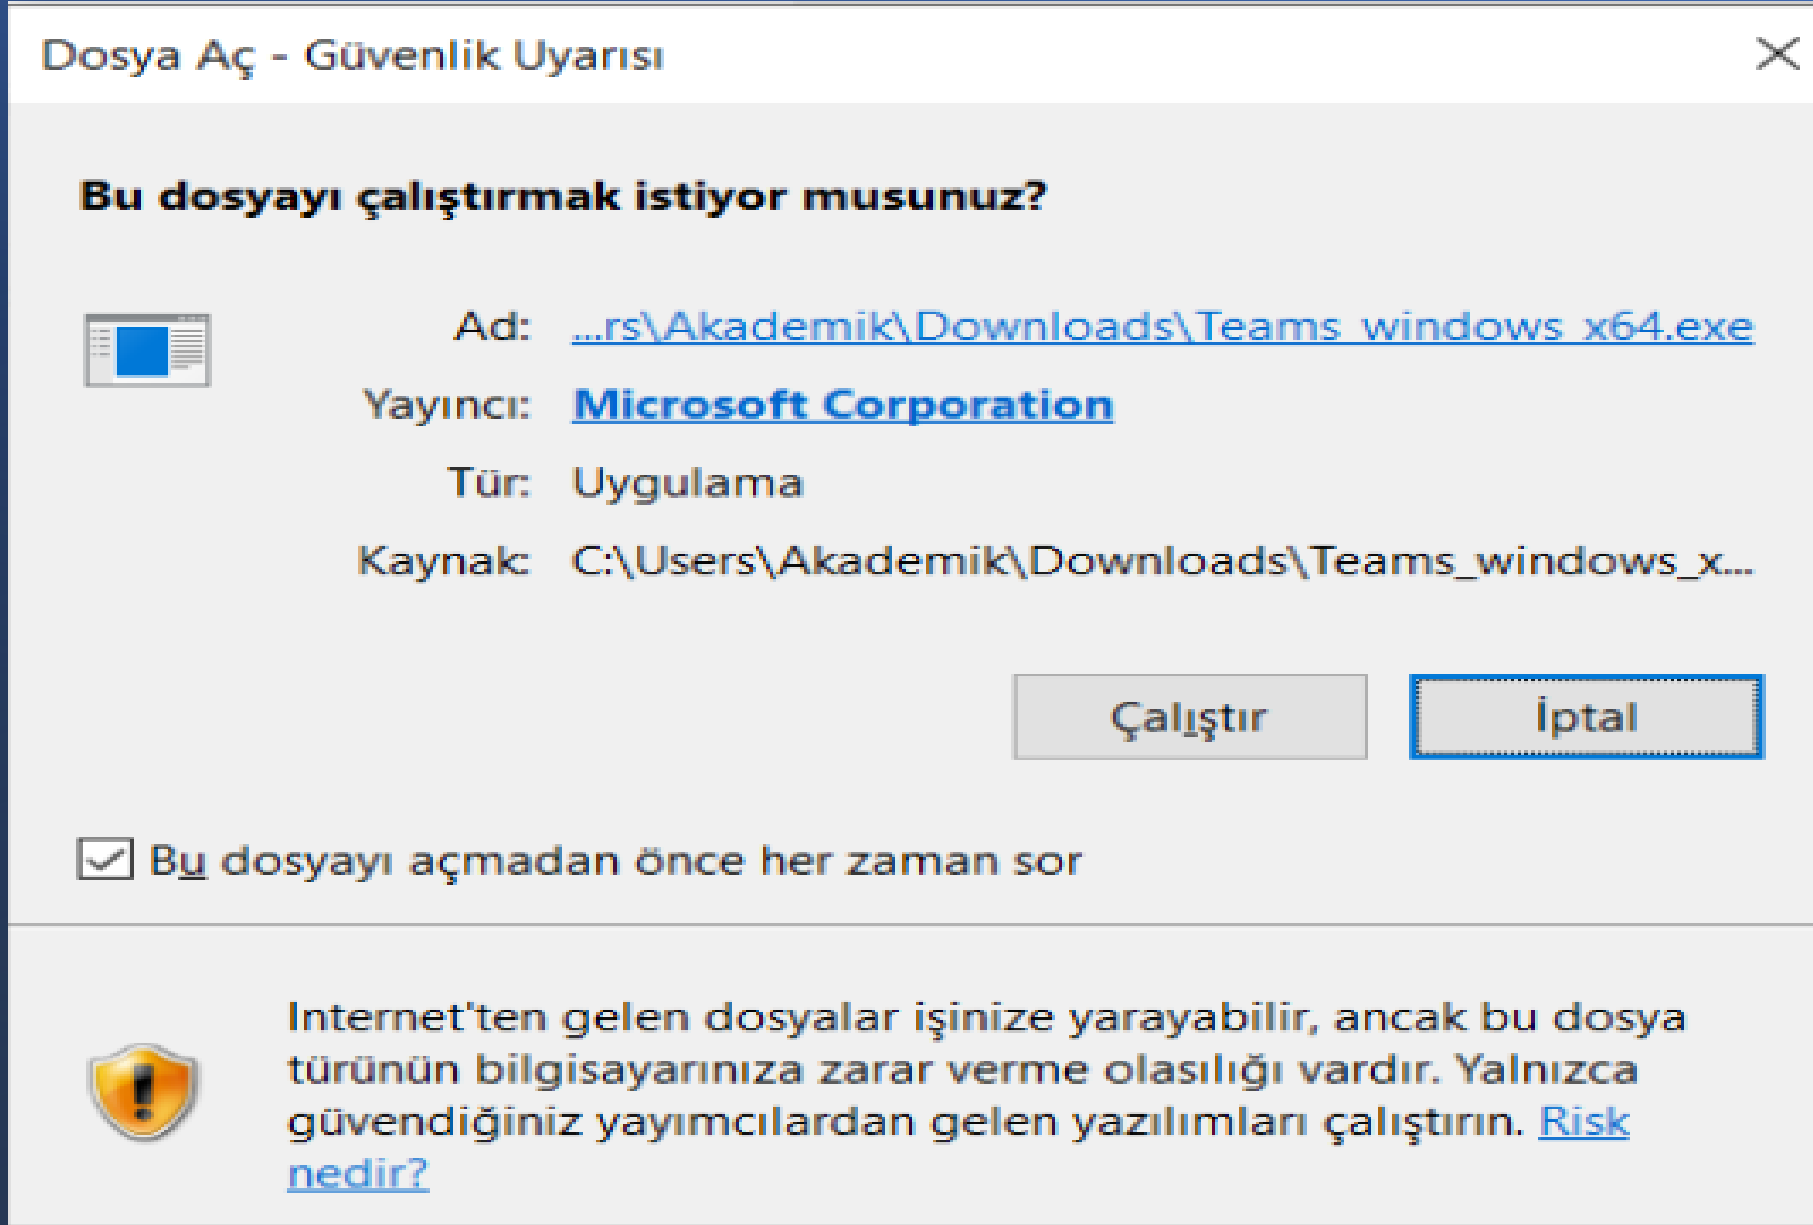 Dosya Aç - Güvenlik Uyarısı
Bu dosyayı çalıştırmak istiyor musunuz?
Ad: ...rs\Akademik\Downloads\Teams_windows_x64.exe
Yayıncı: Microsoft Corporation
Tür: Uygulama
Kaynak: C:\Users\Akademik\Downloads\Teams_windows_x...
Çalıştır İptal
Bu dosyayı açmadan önce her zaman sor
Internet'ten gelen dosyalar işinize yarayabilir, ancak bu dosya
türünün bilgisayarınıza zarar verme olasılığı vardır. Yalnızca
güvendiğiniz yayımcılardan gelen yazılımları çalıştırın. Risk
nedir?